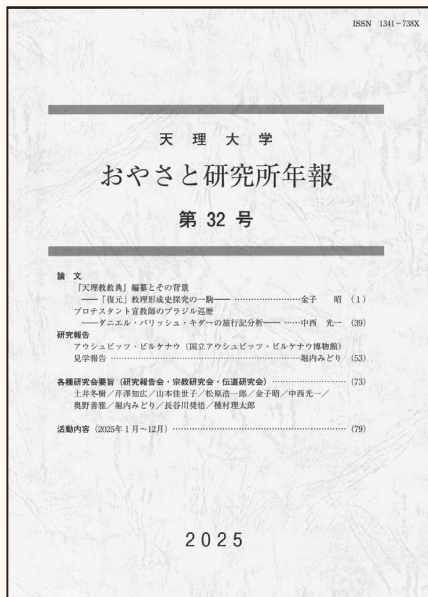 ISSN 1341-738X
天理大学
おやさと研究所年報
第 32 号
論 文
『天理教教典』編纂とその背景
――「復元」教理形成史探究の一齣―― ……………………金子 昭 (1)
プロテスタント宣教師のブラジル巡歴
――ダニエル・パリッシュ・キダーの旅行記分析―― ……中西 光一 (39)
研究報告
アウシュビッツ・ビルケナウ(国立アウシュビッツ・ビルケナウ博物館)
見学報告 ……………………………………………………堀内みどり (53)
各種研究会要旨(研究報告会・宗教研究会・伝道研究会)……………………… (73)
土井冬樹/芹澤知広/山本佳世子/松原浩一郎/金子昭/中西光一/
奥野善雅/堀内みどり/長谷川奨悟/種村理太郎
活動内容(2025年1月~12月)…………………………………………………… (79)
2025